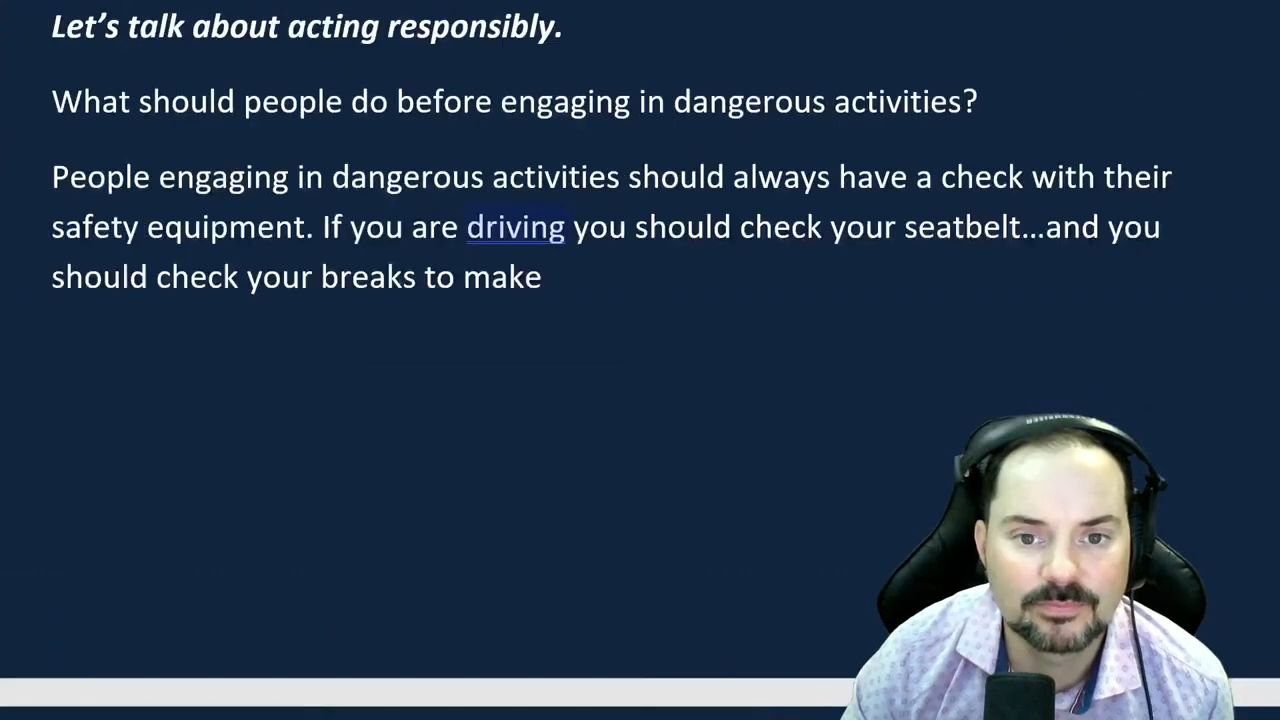 Let’s talk about acting responsibly.
What should people do before engaging in dangerous activities?
People engaging in dangerous activities should always have a check with their
safety equipment. If you are driving you should check your seatbelt…and you
should check your breaks to make